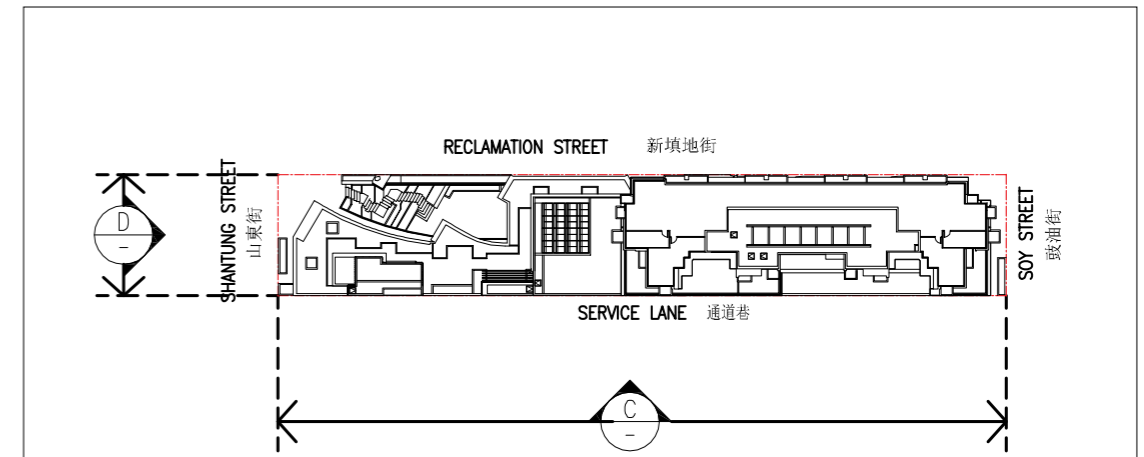 RECLAMATION STREET 新填地街
SHANTUNG STREET
山東街
D
-
SOY STREET
豉油街
SERVICE LANE 通道巷
C
-